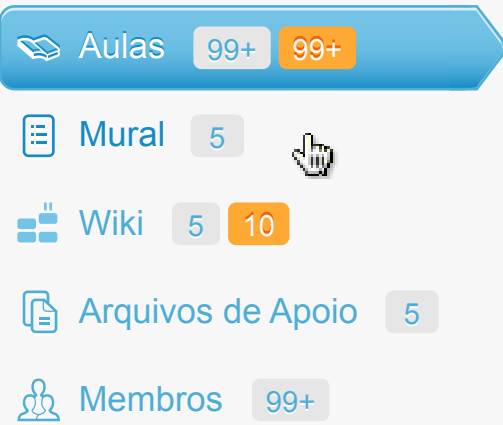 Aulas 99+ 99+
Mural 5
Wiki 5 10
Arquivos de Apoio 5
Membros 99+